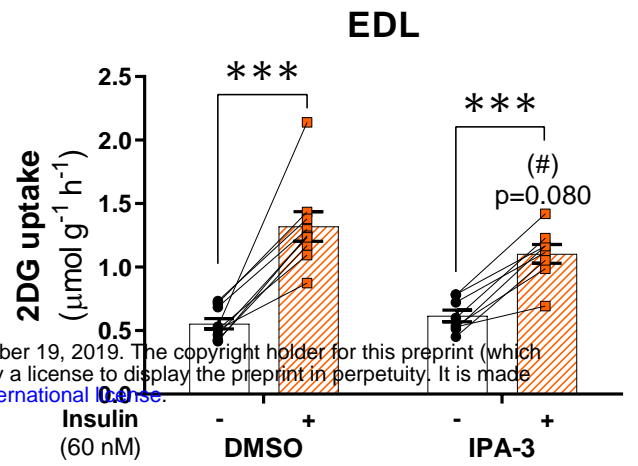 EDL
2DG uptake
(μmol g⁻¹ h⁻¹)
2.5
2.0
1.5
1.0
0.5
0.0
***
***
(#)
p=0.080
ber 19, 2019. The copyright holder for this preprint (which
y a license to display the preprint in perpetuity. It is made
ernational license.
Insulin - + - +
(60 nM) DMSO IPA-3